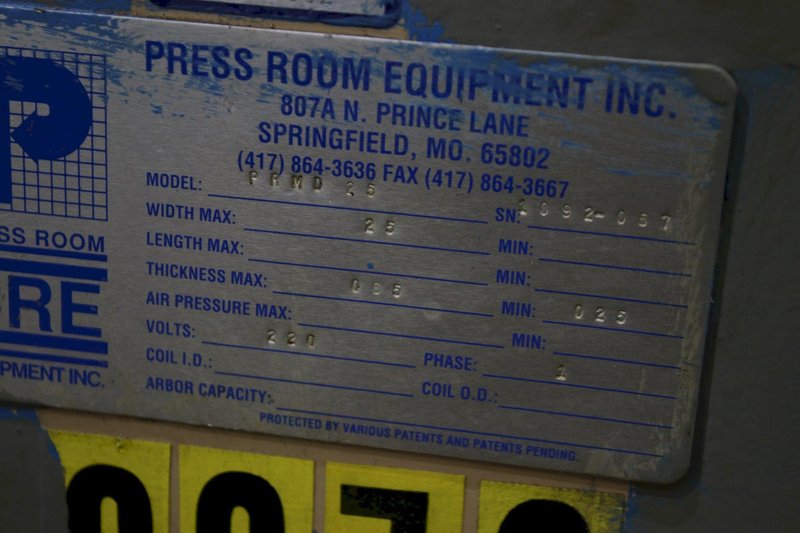 PRESS ROOM EQUIPMENT INC.
807A N. PRINCE LANE
SPRINGFIELD, MO. 65802
(417) 864-3636 FAX (417) 864-3667
MODEL: PRMD 25 SN: 1092-057
WIDTH MAX: 25 MIN:
LENGTH MAX: MIN:
THICKNESS MAX: 065 MIN: 025
AIR PRESSURE MAX: MIN:
VOLTS: 220 PHASE: 1
COIL I.D.: COIL O.D.:
ARBOR CAPACITY:
PROTECTED BY VARIOUS PATENTS AND PATENTS PENDING.
P
SS ROOM
ORE
PMENT INC.